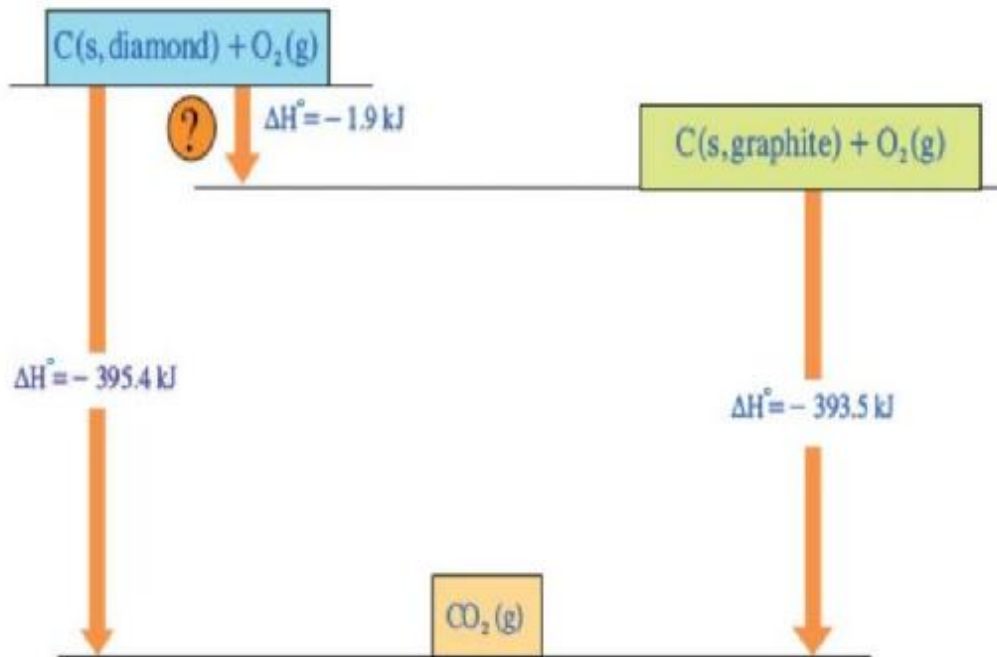 C(s, diamond) + O₂(g)
?
ΔH°= − 1.9 kJ
C(s,graphite) + O₂(g)
ΔH°= − 395.4 kJ
ΔH°= − 393.5 kJ
CO₂(g)